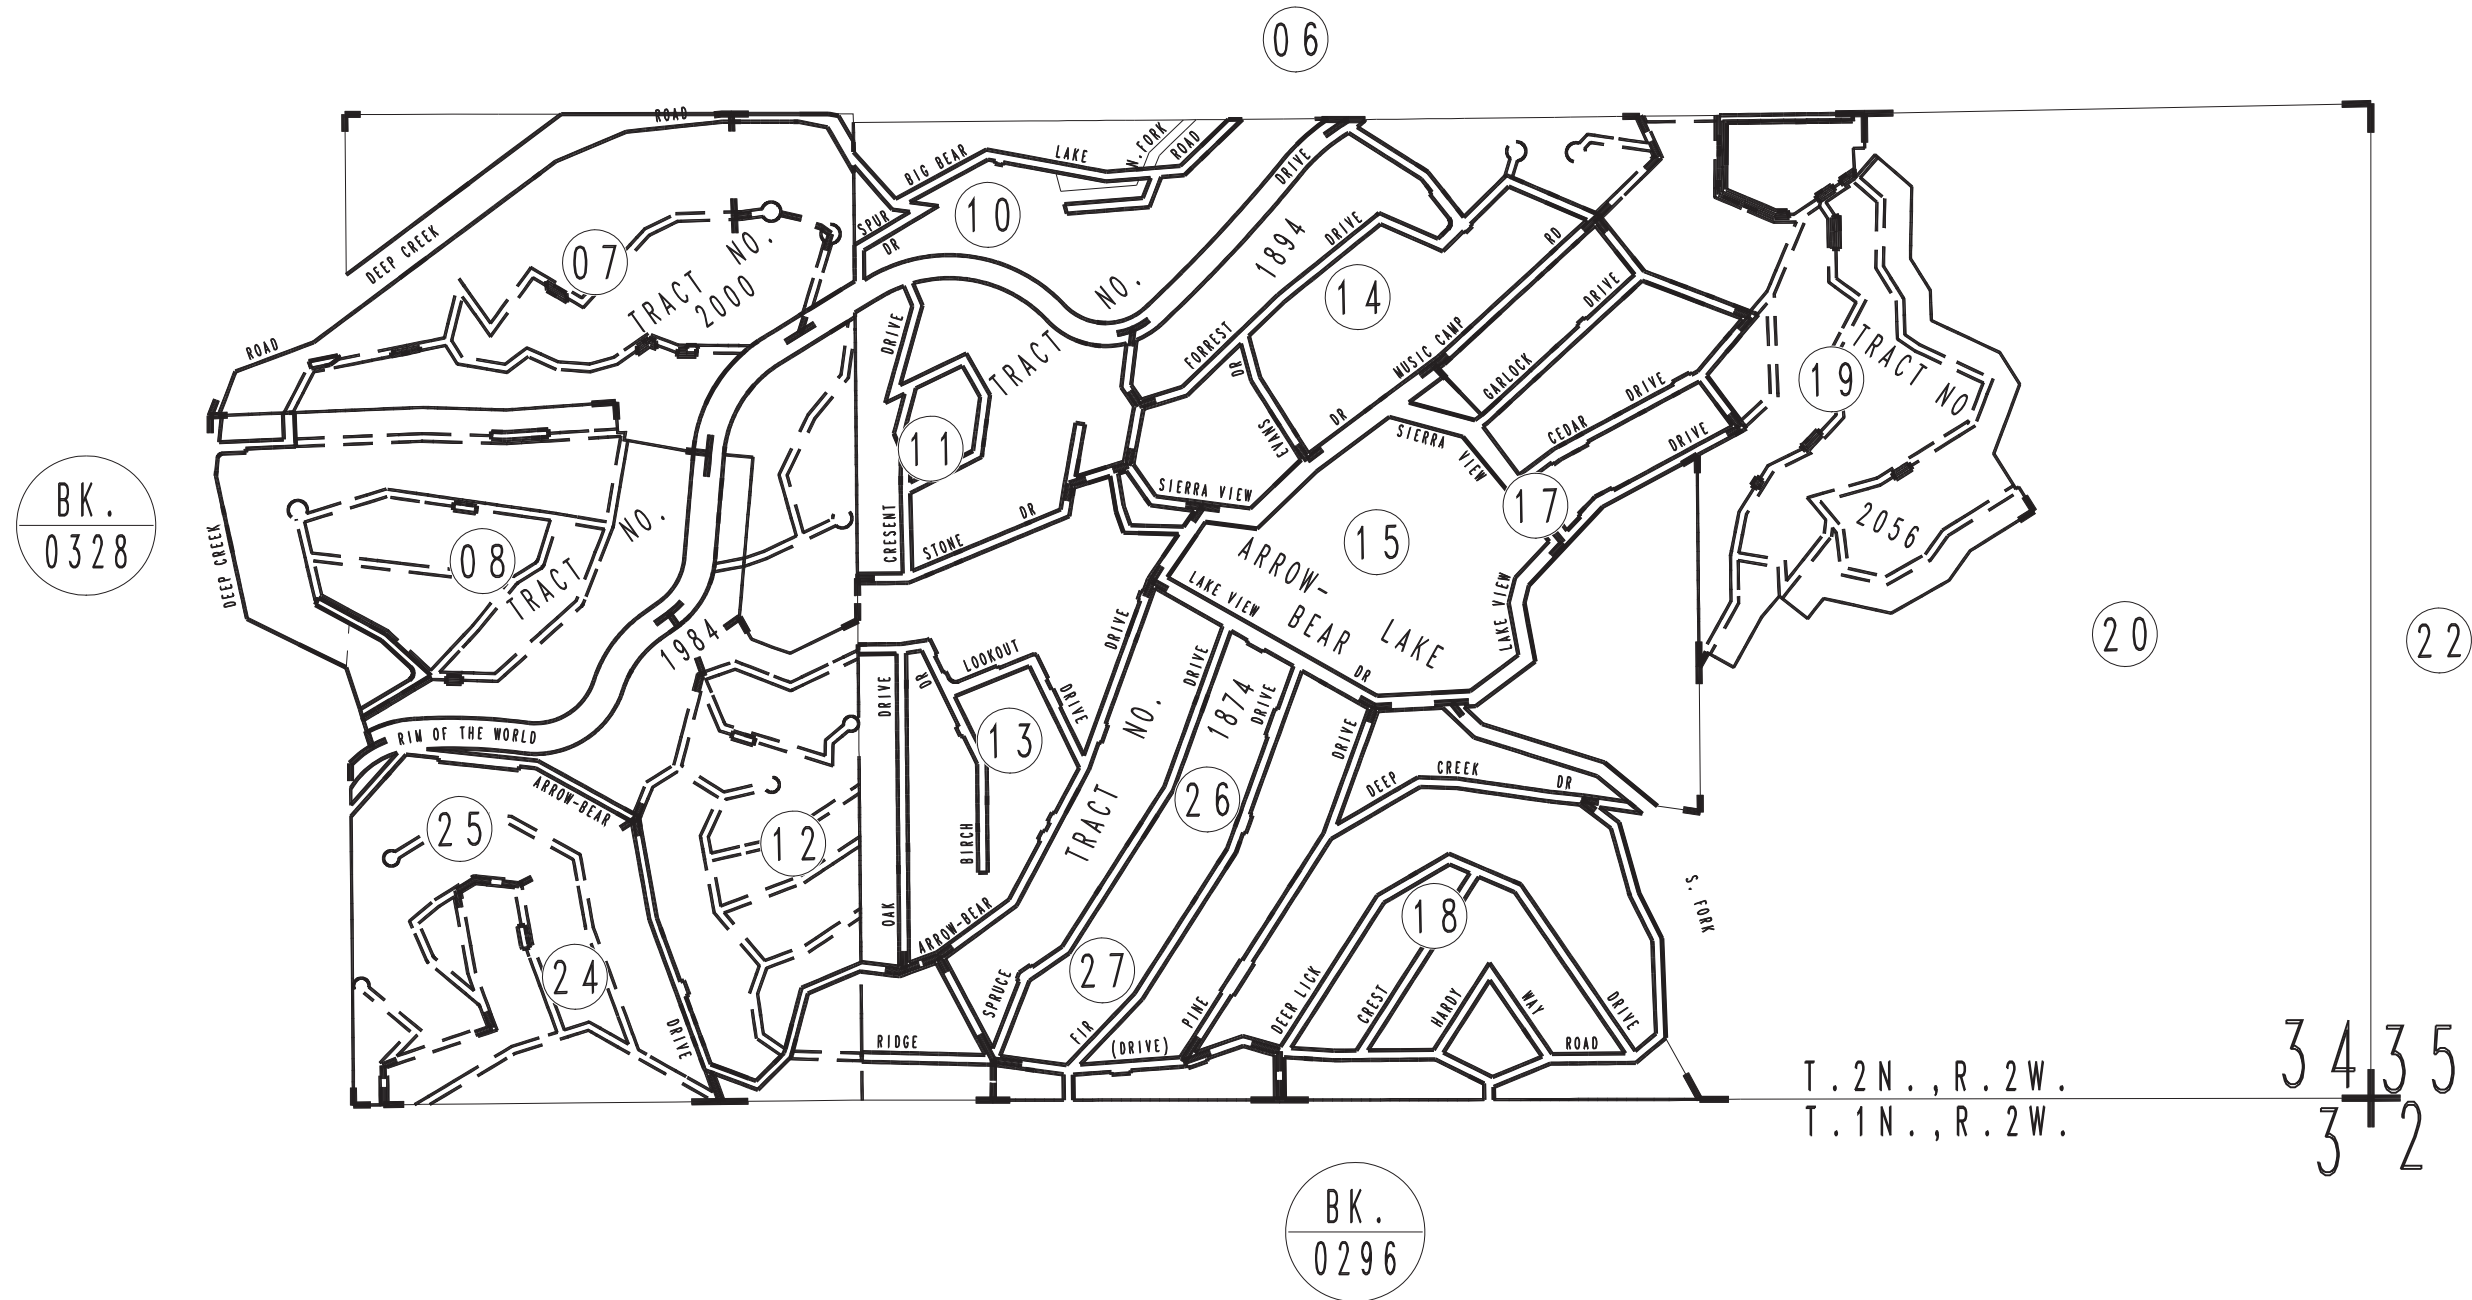 06
ROAD
DEEP CREEK
ROAD
07
TRACT NO.
2000
BIG BEAR
LAKE
N. FORK
ROAD
SPUR
DR
10
DRIVE
1894
TRACT NO.
DRIVE
FORREST
14
RD
MUSIC CAMP
DRIVE
GARLOCK
DR
EVANS
DR
DRIVE
CEDAR
DRIVE
SIERRA VIEW
19
TRACT NO
2056
DRIVE
11
CRESENT
STONE
DR
SIERRA VIEW
17
15
BK.
0328
DEEP CREEK
08
TRACT NO.
1984
ARROW-
BEAR LAKE
LAKE VIEW
DR
LAKE VIEW
20
22
RIM OF THE WORLD
ARROW-BEAR
DRIVE
LOOKOUT
DRIVE
DR
DRIVE
DRIVE
OAK
13
BIRCH
ARROW-BEAR
TRACT NO.
1874
DRIVE
DRIVE
DRIVE
26
DEEP
CREEK
DR
25
12
24
18
27
S. FORK
SPRUCE
FIR
(DRIVE)
PINE
DEER LICK
CREST
HARDY
WAY
ROAD
DRIVE
RIDGE
T.2N.,R.2W.
T.1N.,R.2W.
34 35
3 2
BK.
0296